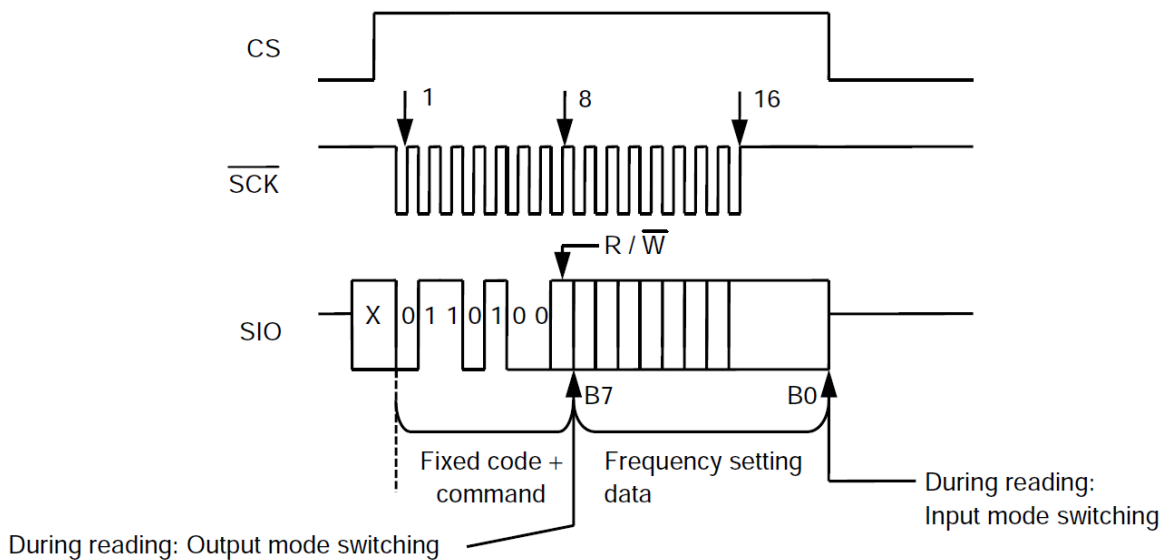 CS
1 8 16
S̅C̅K̅
R / W̅
SIO
X 0 1 1 0 1 0 0
B7 B0
Fixed code +
command
Frequency setting
data
During reading:
Input mode switching
During reading: Output mode switching